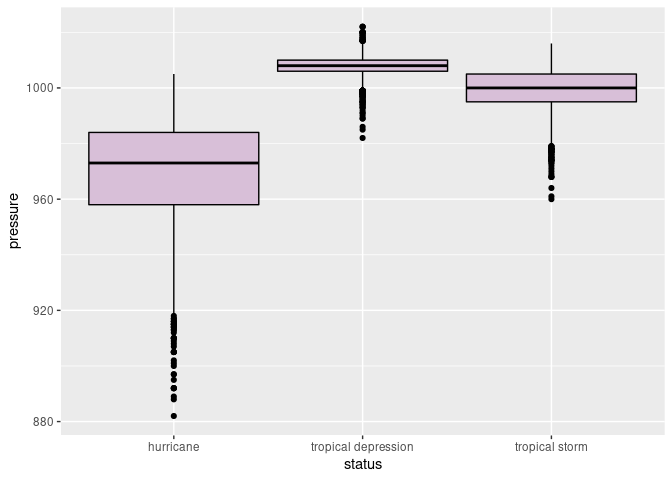 pressure
1000
960
920
880
hurricane
tropical depression
tropical storm
status